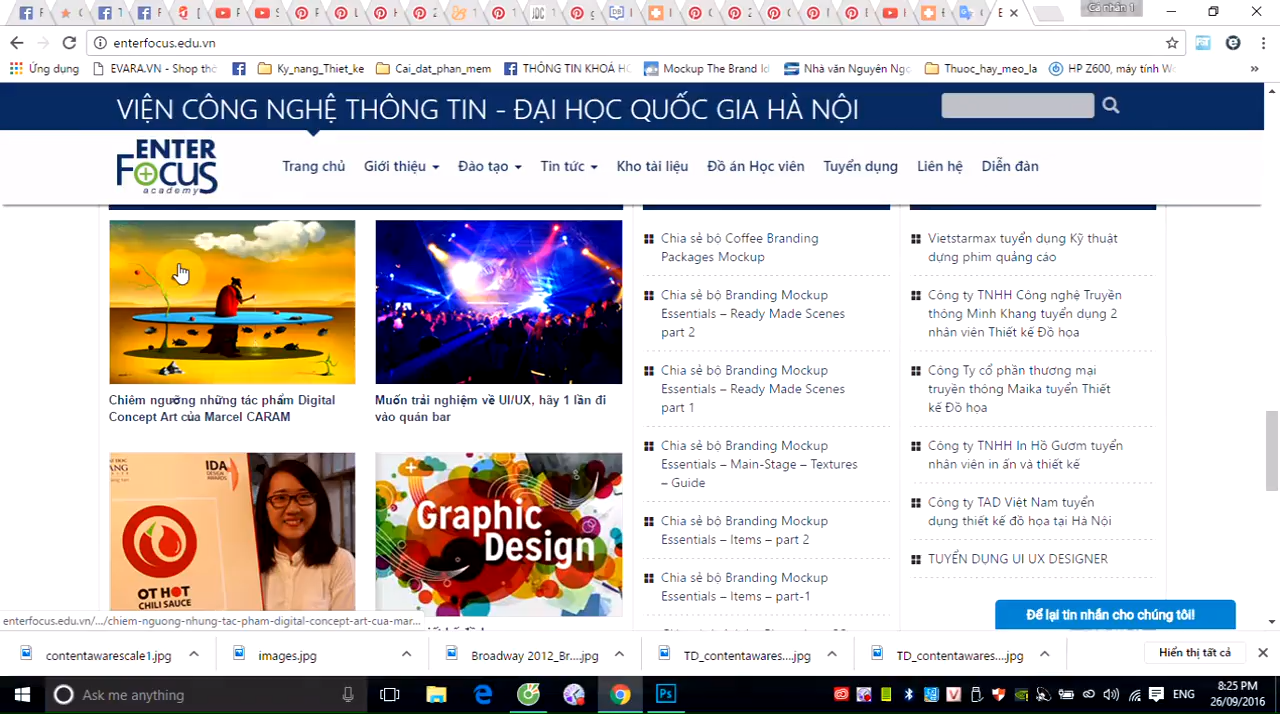 Cá nhân 1
enterfocus.edu.vn
Ứng dụng
EVARA.VN - Shop thờ
Ky_nang_Thiet_ke
Cai_dat_phan_mem
THÔNG TIN KHOÁ HỌ
Mockup The Brand Id
Nhà văn Nguyên Ngọ
Thuoc_hay_meo_la
HP Z600, máy tính W
VIỆN CÔNG NGHỆ THÔNG TIN - ĐẠI HỌC QUỐC GIA HÀ NỘI
ENTER
FOCUS
academy
Trang chủ
Giới thiệu
Đào tạo
Tin tức
Kho tài liệu
Đồ án Học viên
Tuyển dụng
Liên hệ
Diễn đàn
Chiêm ngưỡng những tác phẩm Digital
Concept Art của Marcel CARAM
Muốn trải nghiệm về UI/UX, hãy 1 lần đi
vào quán bar
IDA
DESIGN
AWARDS
OT HOT
CHILI SAUCE
Graphic
Design
Chia sẻ bộ Coffee Branding
Packages Mockup
Chia sẻ bộ Branding Mockup
Essentials – Ready Made Scenes
part 2
Chia sẻ bộ Branding Mockup
Essentials – Ready Made Scenes
part 1
Chia sẻ bộ Branding Mockup
Essentials – Main-Stage – Textures
– Guide
Chia sẻ bộ Branding Mockup
Essentials – Items – part 2
Chia sẻ bộ Branding Mockup
Essentials – Items – part-1
Vietstarmax tuyển dụng Kỹ thuật
dựng phim quảng cáo
Công ty TNHH Công nghệ Truyền
thông Minh Khang tuyển dụng 2
nhân viên Thiết kế Đồ họa
Công Ty cổ phần thương mại
truyền thông Maika tuyển Thiết
kế Đồ họa
Công ty TNHH In Hồ Gươm tuyển
nhân viên in ấn và thiết kế
Công ty TAD Việt Nam tuyển
dụng thiết kế đồ họa tại Hà Nội
TUYỂN DỤNG UI UX DESIGNER
Để lại tin nhắn cho chúng tôi!
enterfocus.edu.vn/.../chiem-nguong-nhung-tac-pham-digital-concept-art-cua-mar...
contentawarescale1.jpg
images.jpg
Broadway 2012_Br....jpg
TD_contentawares....jpg
TD_contentawares....jpg
Hiển thị tất cả
Ask me anything
Ps
ENG
8:25 PM
26/09/2016